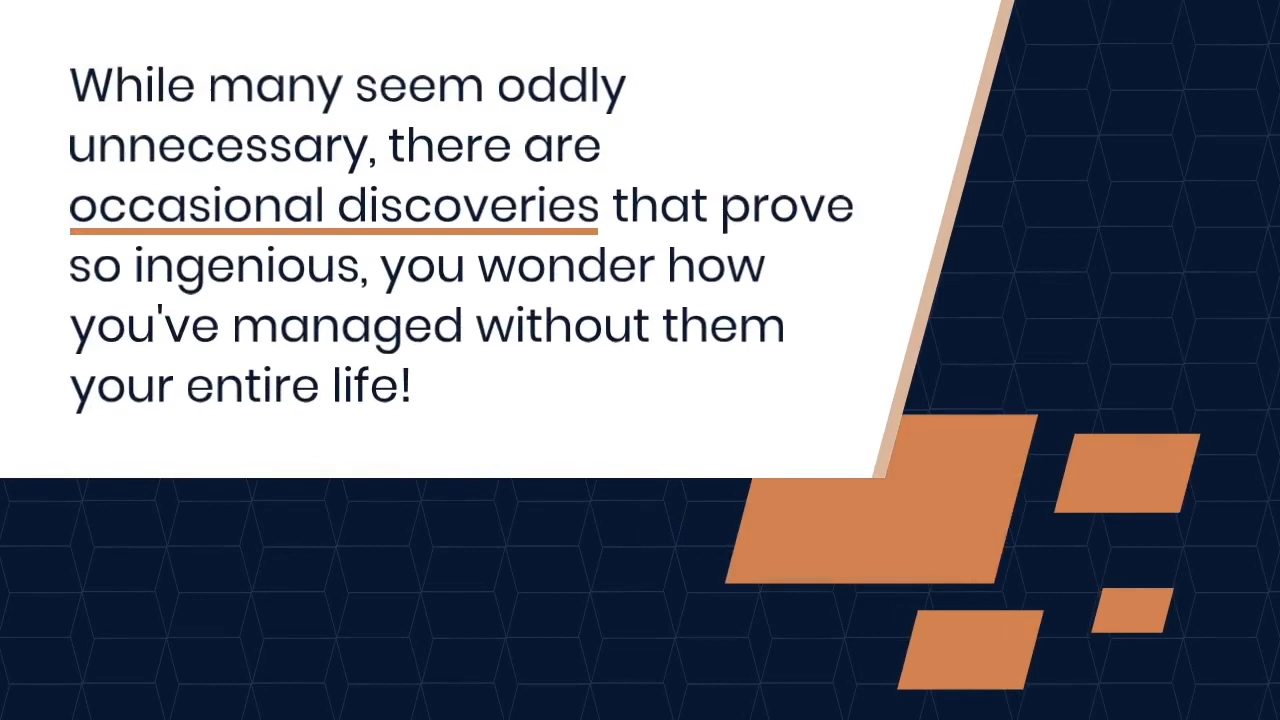 While many seem oddly
unnecessary, there are
occasional discoveries that prove
so ingenious, you wonder how
you've managed without them
your entire life!